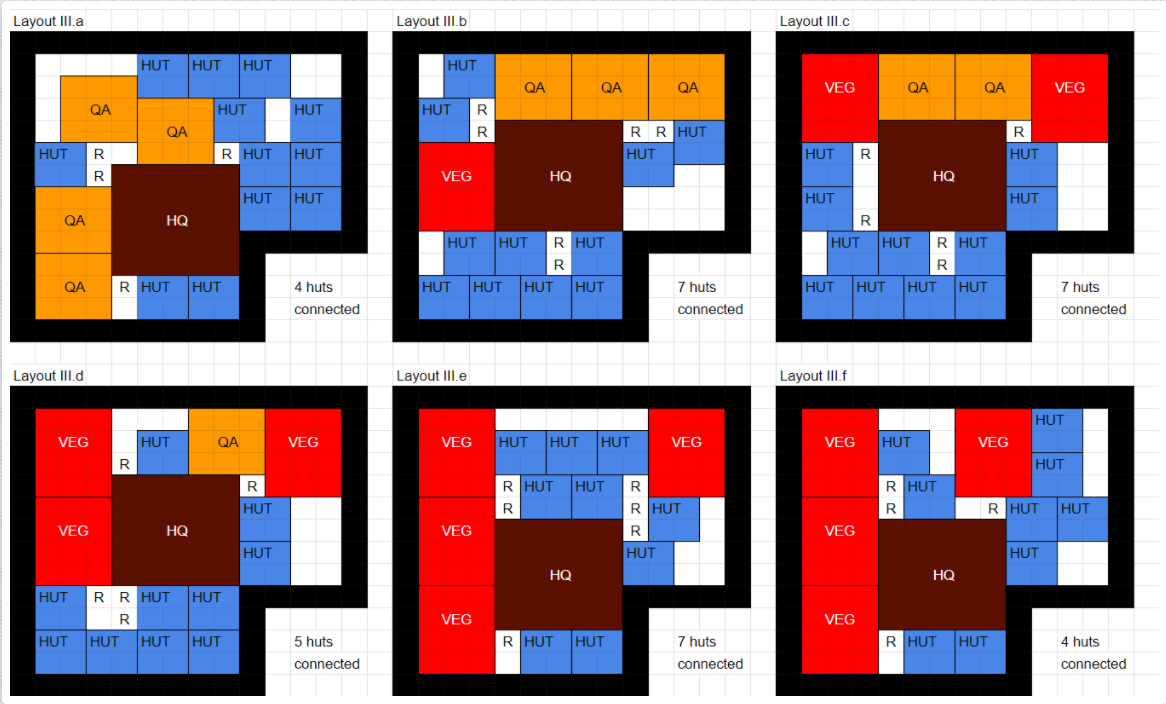 Layout III.a Layout III.b Layout III.c
HUT HUT HUT HUT VEG QA QA VEG
QA QA QA
QA HUT HUT HUT R
QA R R R HUT R
HUT R R HUT HUT HUT HUT R HUT
R VEG HQ HQ
QA HQ HUT HUT HUT HUT
R
HUT HUT R HUT HUT HUT R HUT
R R
QA R HUT HUT 4 huts HUT HUT HUT HUT 7 huts HUT HUT HUT HUT 7 huts
connected connected connected
Layout III.d Layout III.e Layout III.f
HUT
VEG HUT QA VEG VEG HUT HUT HUT VEG VEG HUT VEG
R HUT
R R HUT HUT R R HUT
HUT R R HUT R R HUT HUT
VEG HQ VEG R VEG
HUT HUT HUT
HQ HQ
HUT R R HUT HUT
R VEG VEG
HUT HUT HUT HUT 5 huts R HUT HUT 7 huts R HUT HUT 4 huts
connected connected connected